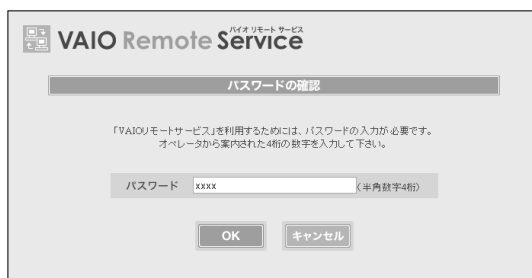 バイオ リモート サービス
VAIO Remote Service
パスワードの確認
「VAIOリモートサービス」を利用するためには、パスワードの入力が必要です。
オペレータから案内された4桁の数字を入力して下さい。
パスワード xxxx (半角数字4桁)
OK キャンセル